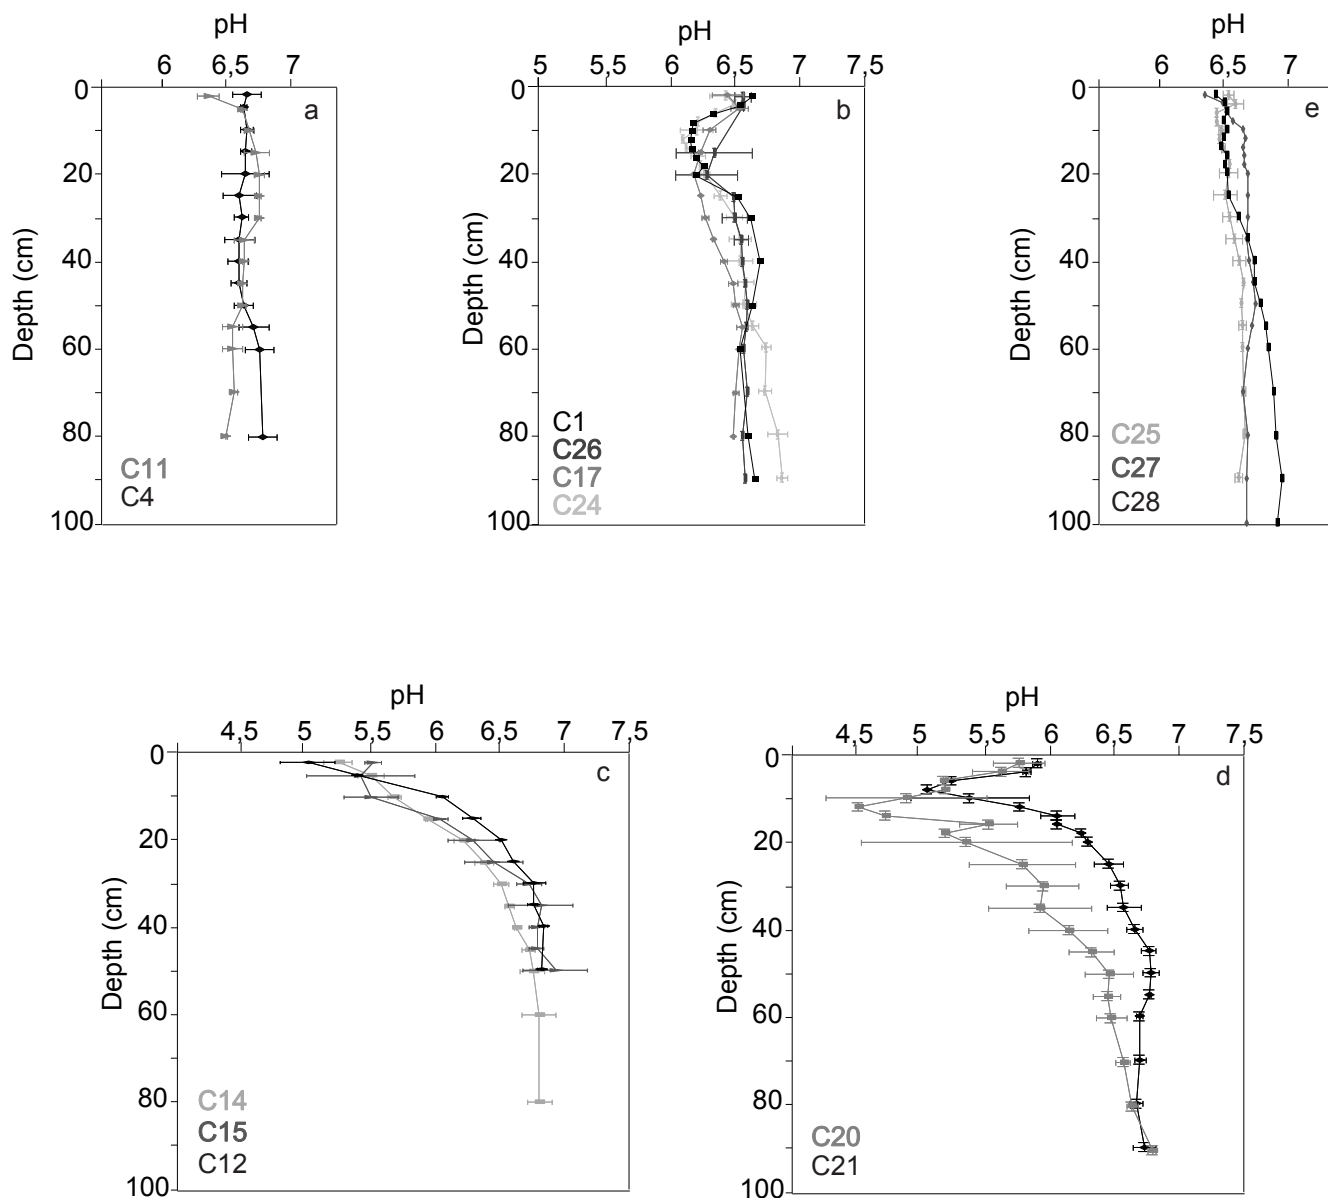 pH
6 6,5 7
0
20
40
60
80
100
Depth (cm)
a
C11
C4
pH
5 5,5 6 6,5 7 7,5
0
20
40
60
80
100
Depth (cm)
b
C1
C26
C17
C24
pH
6 6,5 7
0
20
40
60
80
100
Depth (cm)
e
C25
C27
C28
pH
4,5 5 5,5 6 6,5 7 7,5
0
20
40
60
80
100
Depth (cm)
c
C14
C15
C12
pH
4,5 5 5,5 6 6,5 7 7,5
0
20
40
60
80
100
Depth (cm)
d
C20
C21